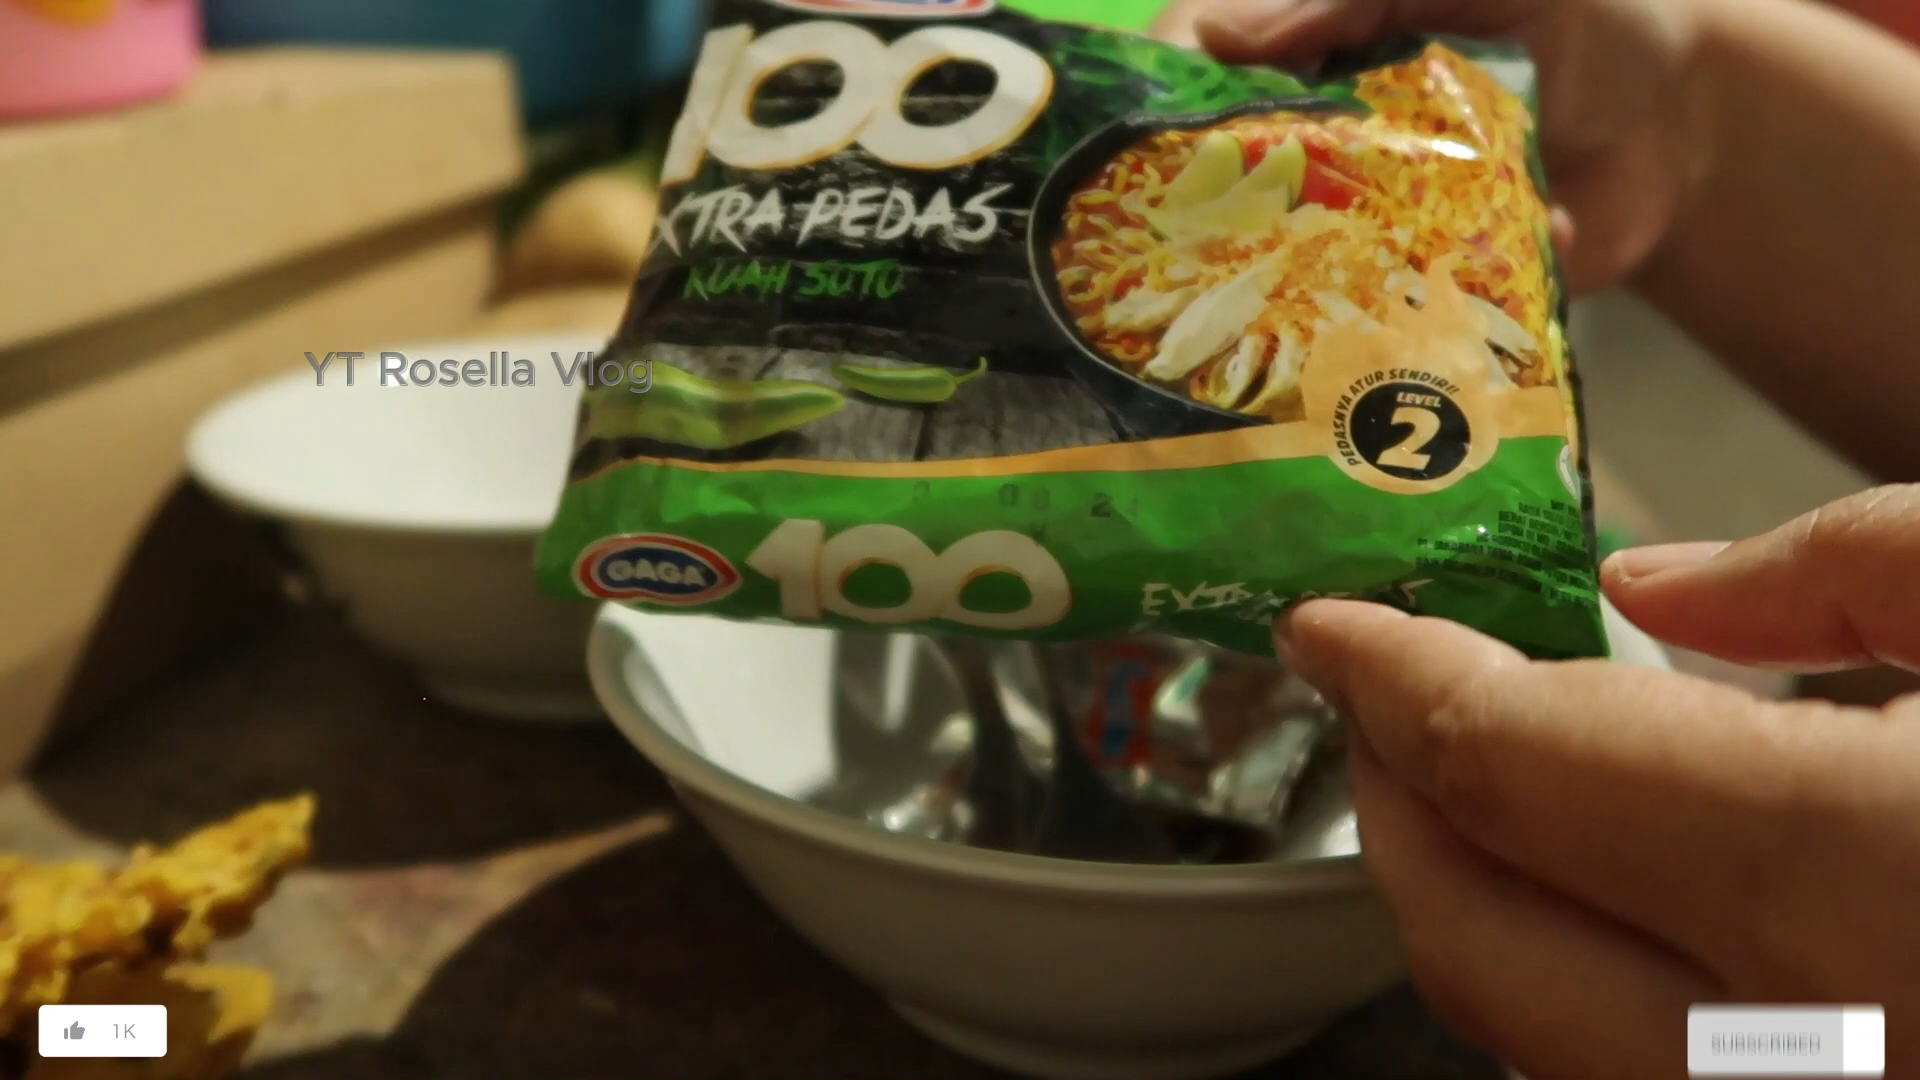 100
XTRA PEDAS
KUAH SOTO
YT Rosella Vlog
PEDASNYA ATUR SENDIRI!
LEVEL
2
GAGA
100
1K
SUBSCRIBED